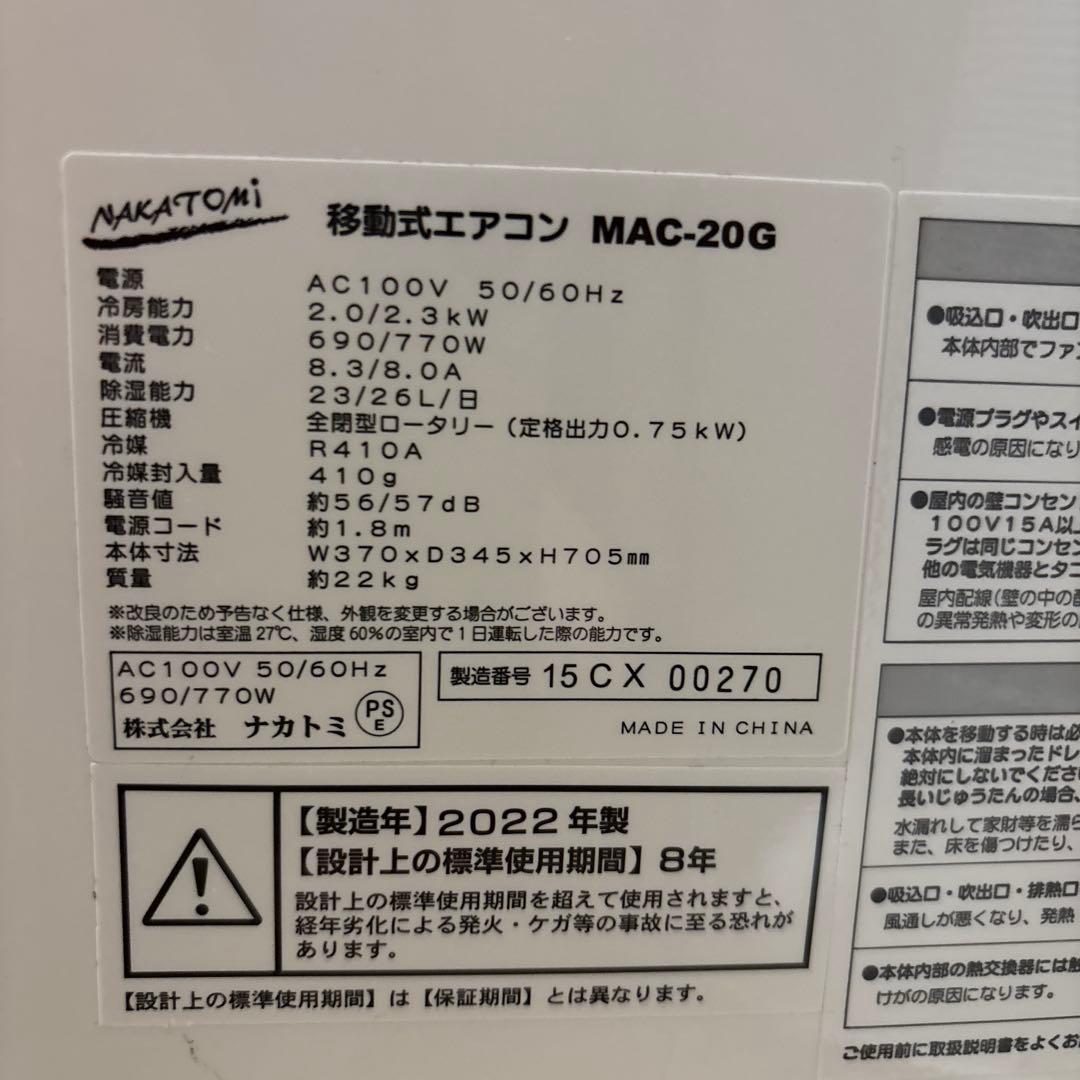 NAKATOMi 移動式エアコン MAC-20G
電源 AC100V 50/60Hz
冷房能力 2.0/2.3kW
消費電力 690/770W
電流 8.3/8.0A
除湿能力 23/26L/日
圧縮機 全閉型ロータリー(定格出力0.75kW)
冷媒 R410A
冷媒封入量 410g
騒音値 約56/57dB
電源コード 約1.8m
本体寸法 W370×D345×H705mm
質量 約22kg
※改良のため予告なく仕様、外観を変更する場合がございます。
※除湿能力は室温27℃、湿度60%の室内で1日運転した際の能力です。
AC100V 50/60Hz
690/770W
株式会社 ナカトミ PSE
製造番号 15CX 00270
MADE IN CHINA
【製造年】2022年製
【設計上の標準使用期間】8年
設計上の標準使用期間を超えて使用されますと、
経年劣化による発火・ケガ等の事故に至る恐れが
あります。
【設計上の標準使用期間】は【保証期間】とは異なります。
●吸込口・吹出口
本体内部でファ
●電源プラグやスイ
感電の原因になり
●屋内の壁コンセン
100V15A以上
ラグは同じコンセン
他の電気機器とタコ
屋内配線(壁の中の配
の異常発熱や変形の
●本体を移動する時は必
本体内に溜まったドレ
絶対にしないでくださ
長いじゅうたんの場合、
水漏れして家財等を濡ら
また、床を傷つけたり、
●吸込口・吹出口・排熱口
風通しが悪くなり、発熱
●本体内部の熱交換器には触
けがの原因になります。
ご使用前に取扱説明書をよくお